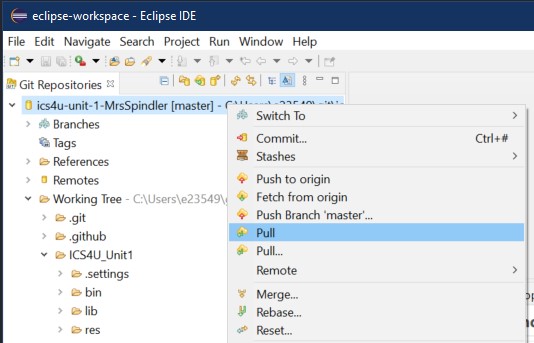 eclipse-workspace - Eclipse IDE
File Edit Navigate Search Project Run Window Help
Git Repositories
ics4u-unit-1-MrsSpindler [master] - C:\Users\e23549\git\ic
Branches
Tags
References
Remotes
Working Tree - C:\Users\e23549\g
.git
.github
ICS4U_Unit1
.settings
bin
lib
res
Switch To
Commit... Ctrl+#
Stashes
Push to origin
Fetch from origin
Push Branch 'master'...
Pull
Pull...
Remote
Merge...
Rebase...
Reset...